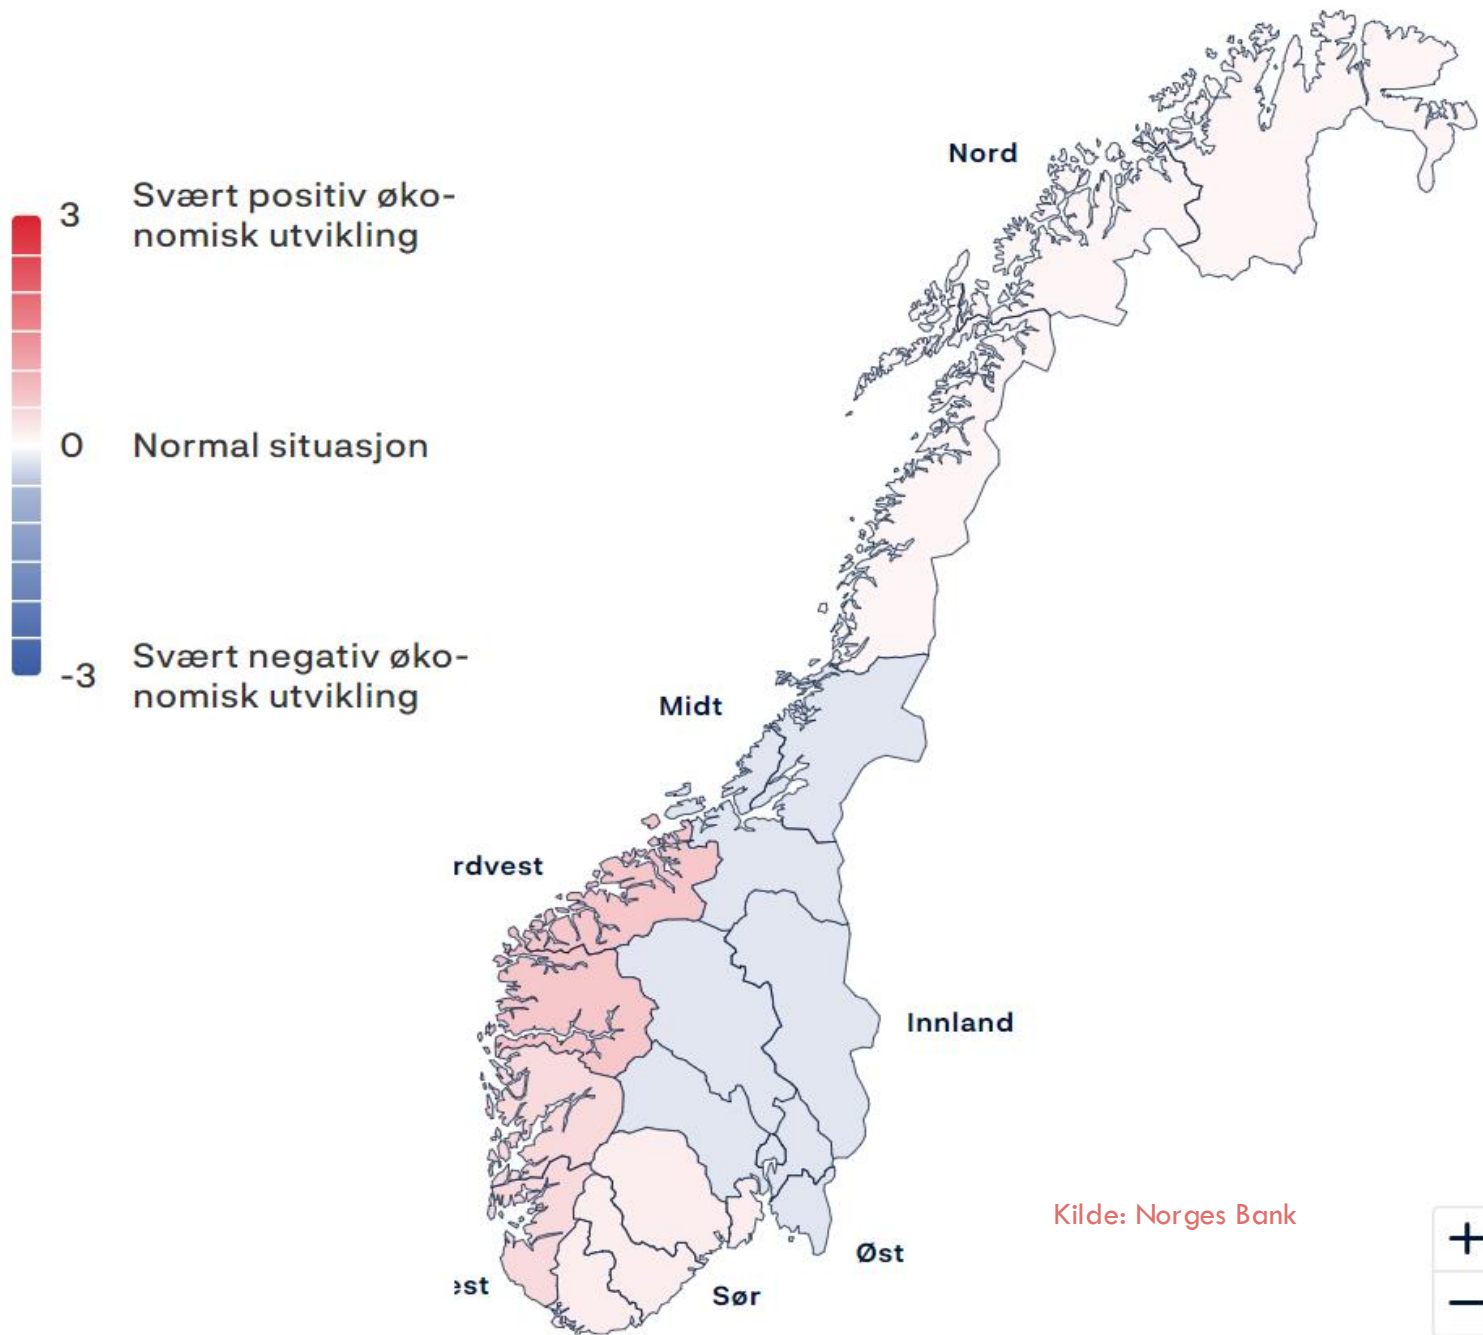 3
Svært positiv øko-
nomisk utvikling
0
Normal situasjon
-3
Svært negativ øko-
nomisk utvikling
Nord
Midt
rdvest
Innland
Øst
est
Sør
Kilde: Norges Bank
+
−